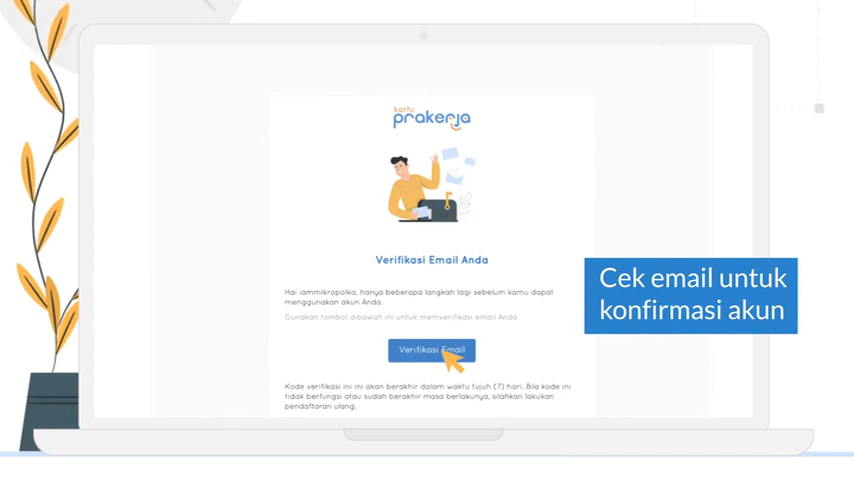 kartu
prakerja
Verifikasi Email Anda
Hai iammikropolka, hanya beberapa langkah lagi sebelum kamu dapat
menggunakan akun Anda.
Gunakan tombol dibawah ini untuk memverifikasi email Anda
Verifikasi Email
Cek email untuk
konfirmasi akun
Kode verifikasi ini ini akan berakhir dalam waktu tujuh (7) hari. Bila kode ini
tidak berfungsi atau sudah berakhir masa berlakunya, silahkan lakukan
pendaftaran ulang.